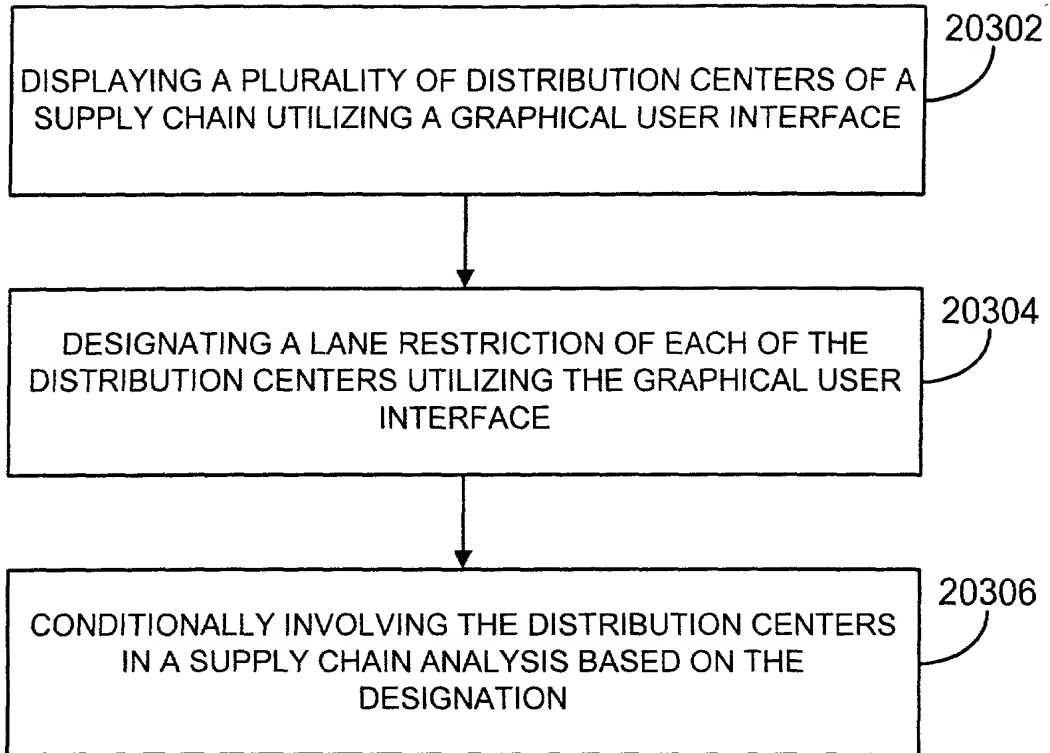 20302
DISPLAYING A PLURALITY OF DISTRIBUTION CENTERS OF A
SUPPLY CHAIN UTILIZING A GRAPHICAL USER INTERFACE
20304
DESIGNATING A LANE RESTRICTION OF EACH OF THE
DISTRIBUTION CENTERS UTILIZING THE GRAPHICAL USER
INTERFACE
20306
CONDITIONALLY INVOLVING THE DISTRIBUTION CENTERS
IN A SUPPLY CHAIN ANALYSIS BASED ON THE
DESIGNATION